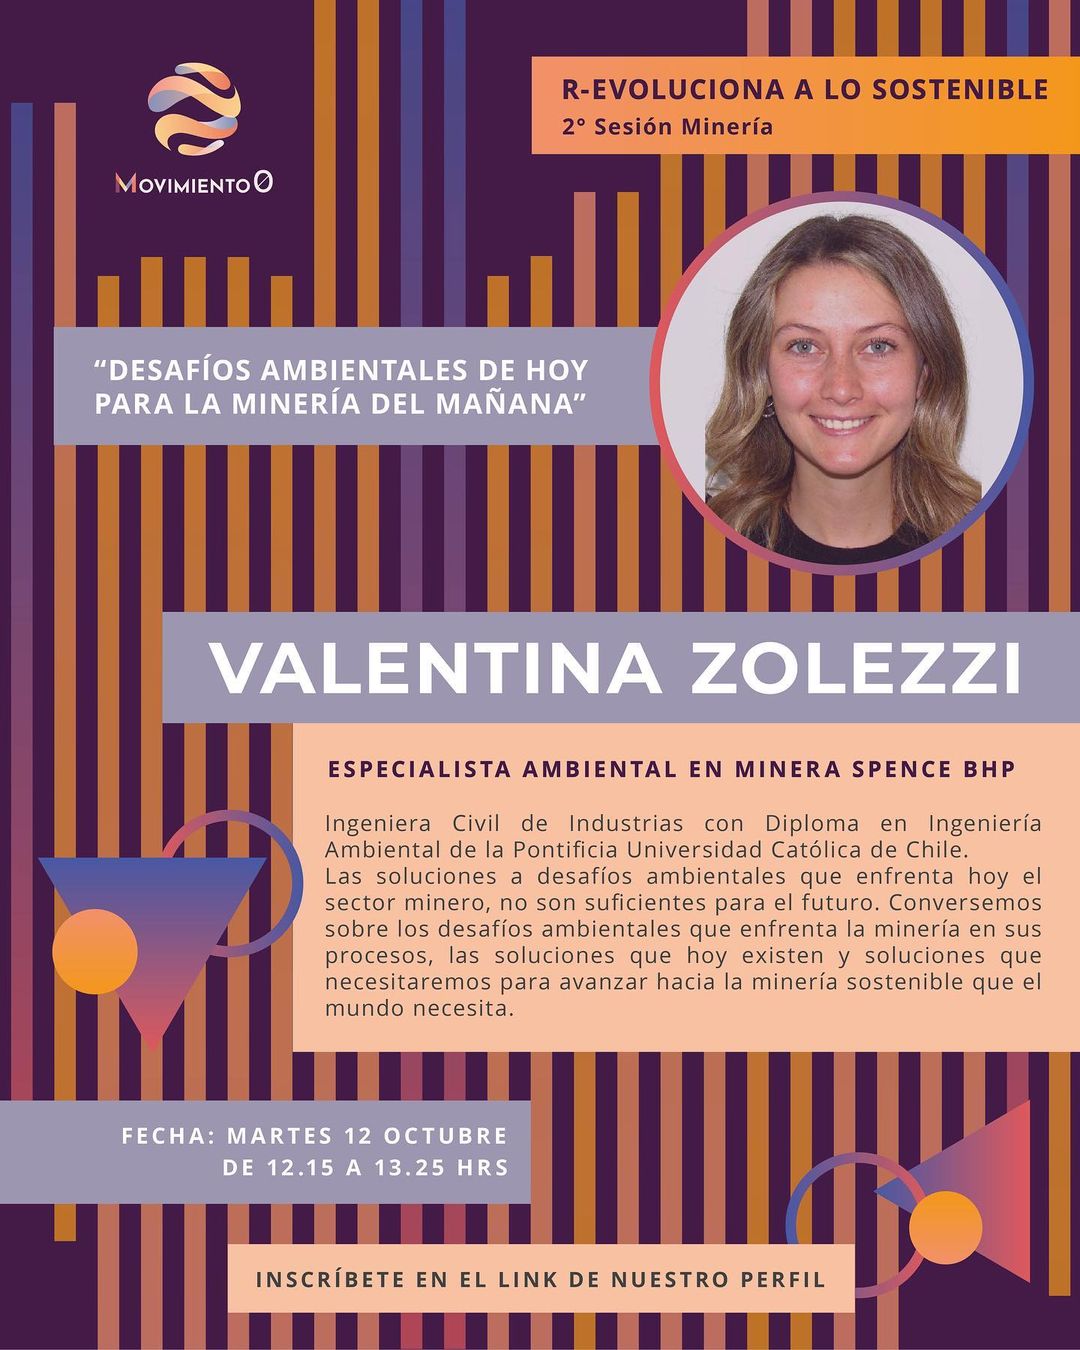 MOVIMIENTO 0
R-EVOLUCIONA A LO SOSTENIBLE
2° Sesión Minería
“DESAFÍOS AMBIENTALES DE HOY
PARA LA MINERÍA DEL MAÑANA”
VALENTINA ZOLEZZI
ESPECIALISTA AMBIENTAL EN MINERA SPENCE BHP
Ingeniera Civil de Industrias con Diploma en Ingeniería
Ambiental de la Pontificia Universidad Católica de Chile.
Las soluciones a desafíos ambientales que enfrenta hoy el
sector minero, no son suficientes para el futuro. Conversemos
sobre los desafíos ambientales que enfrenta la minería en sus
procesos, las soluciones que hoy existen y soluciones que
necesitaremos para avanzar hacia la minería sostenible que el
mundo necesita.
FECHA: MARTES 12 OCTUBRE
DE 12.15 A 13.25 HRS
INSCRÍBETE EN EL LINK DE NUESTRO PERFIL